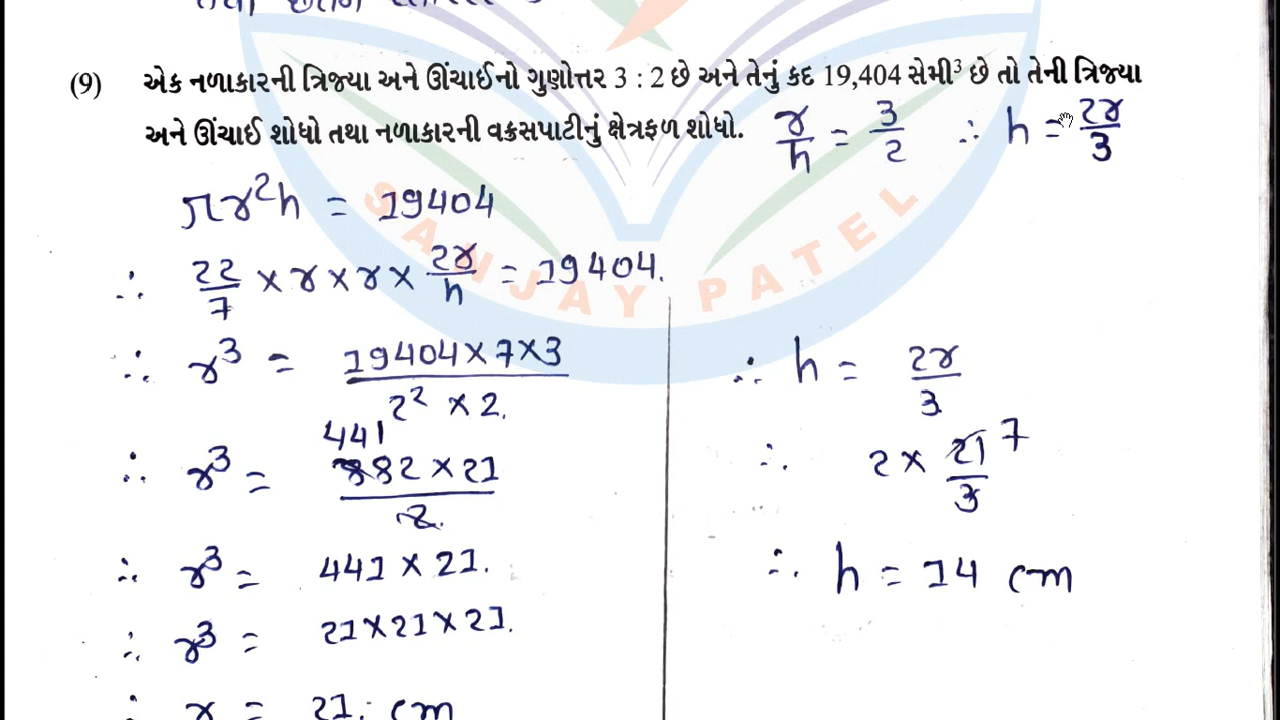 તથા
(9) એક નળાકારની ત્રિજ્યા અને ઊંચાઈનો ગુણોત્તર 3 : 2 છે અને તેનું કદ 19,404 સેમી³ છે તો તેની ત્રિજ્યા
અને ઊંચાઈ શોધો તથા નળાકારની વક્રસપાટીનું ક્ષેત્રફળ શોધો.
r/h = 3/2 ∴ h = 2r/3
πr²h = 19404
∴ 22/7 × r × r × 2r/h = 19404.
∴ r³ = 19404 × 7 × 3 / 2² × 2.
441
∴ r³ = 882 × 21 / 2.
∴ r³ = 441 × 21.
∴ r³ = 21 × 21 × 21.
∴ r = 21. cm
∴ h = 2r/3
∴ 2 × 21/3 7
∴ h = 14 cm
SANJAY PATEL